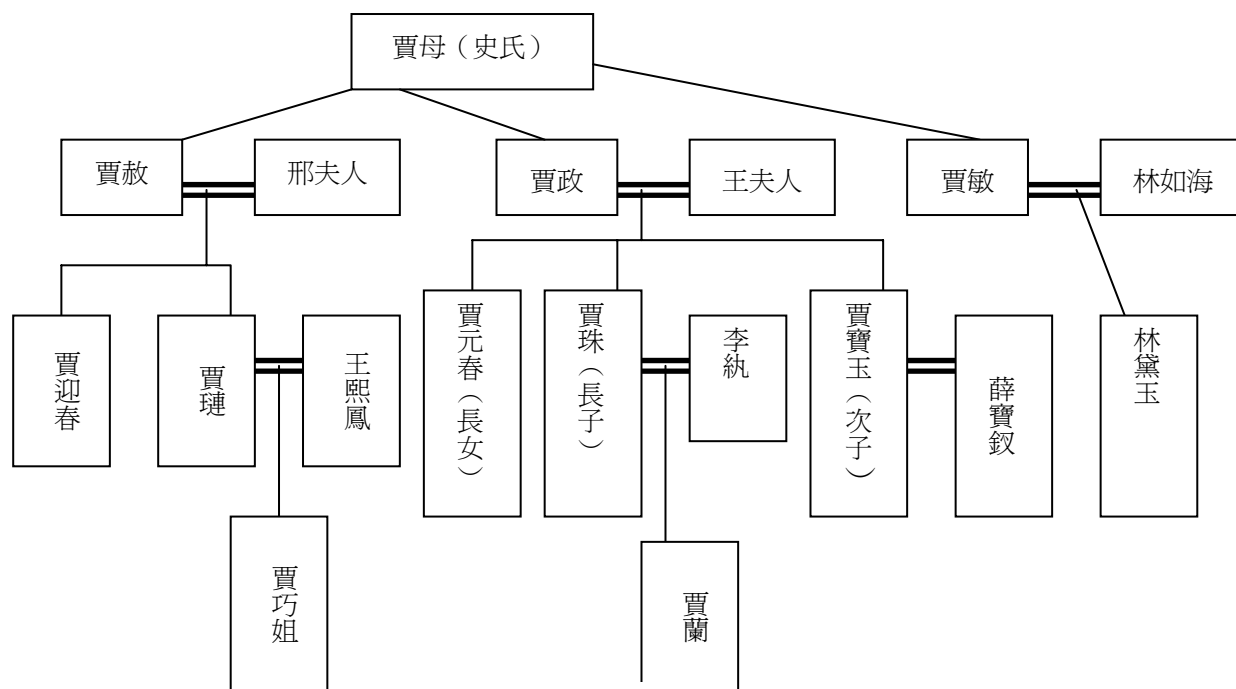 賈母（史氏）
賈赦
邢夫人
賈政
王夫人
賈敏
林如海
賈迎春
賈璉
王熙鳳
賈元春（長女）
賈珠（長子）
李紈
賈寶玉（次子）
薛寶釵
林黛玉
賈巧姐
賈蘭